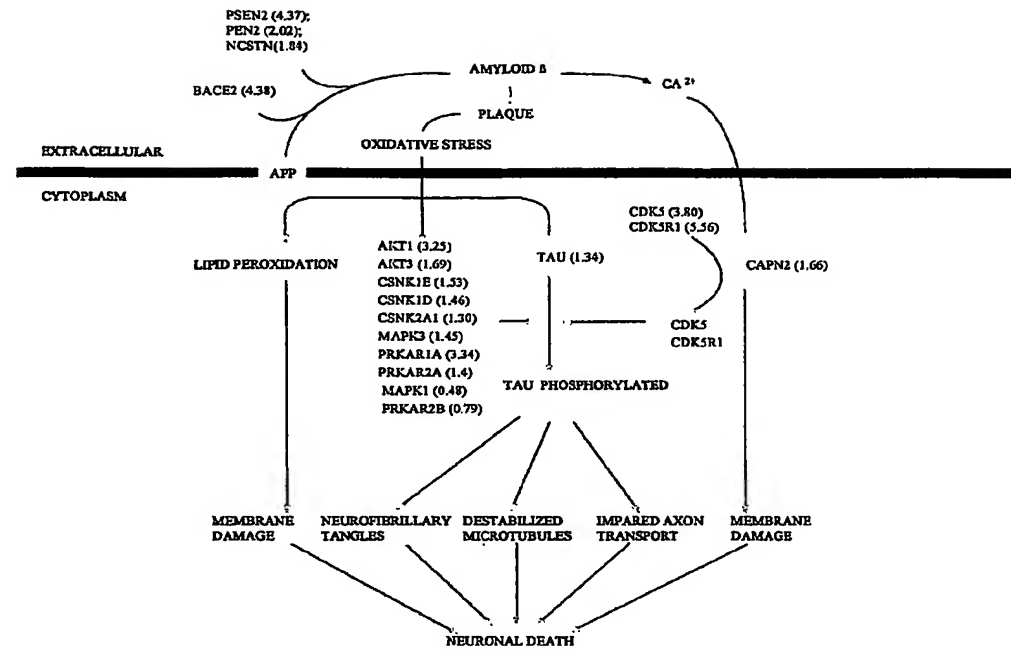 PSEN2 (4.37);
PEN2 (2.02);
NCSTN(1.84)
BACE2 (4.38)
AMYLOID ß
CA 2+
PLAQUE
OXIDATIVE STRESS
EXTRACELLULAR
APP
CYTOPLASM
CDK5 (3.80)
CDK5R1 (5.56)
LIPID PEROXIDATION
AKT1 (3.25)
AKT3 (1.69)
CSNK1E (1.53)
CSNK1D (1.46)
CSNK2A1 (1.30)
MAPK3 (1.45)
PRKAR1A (3.34)
PRKAR2A (1.4)
MAPK1 (0.48)
PRKAR2B (0.79)
TAU (1.34)
CAPN2 (1.66)
CDK5
CDK5R1
TAU PHOSPHORYLATED
MEMBRANE
DAMAGE
NEUROFIBRILLARY
TANGLES
DESTABILIZED
MICROTUBULES
IMPARED AXON
TRANSPORT
MEMBRANE
DAMAGE
NEURONAL DEATH